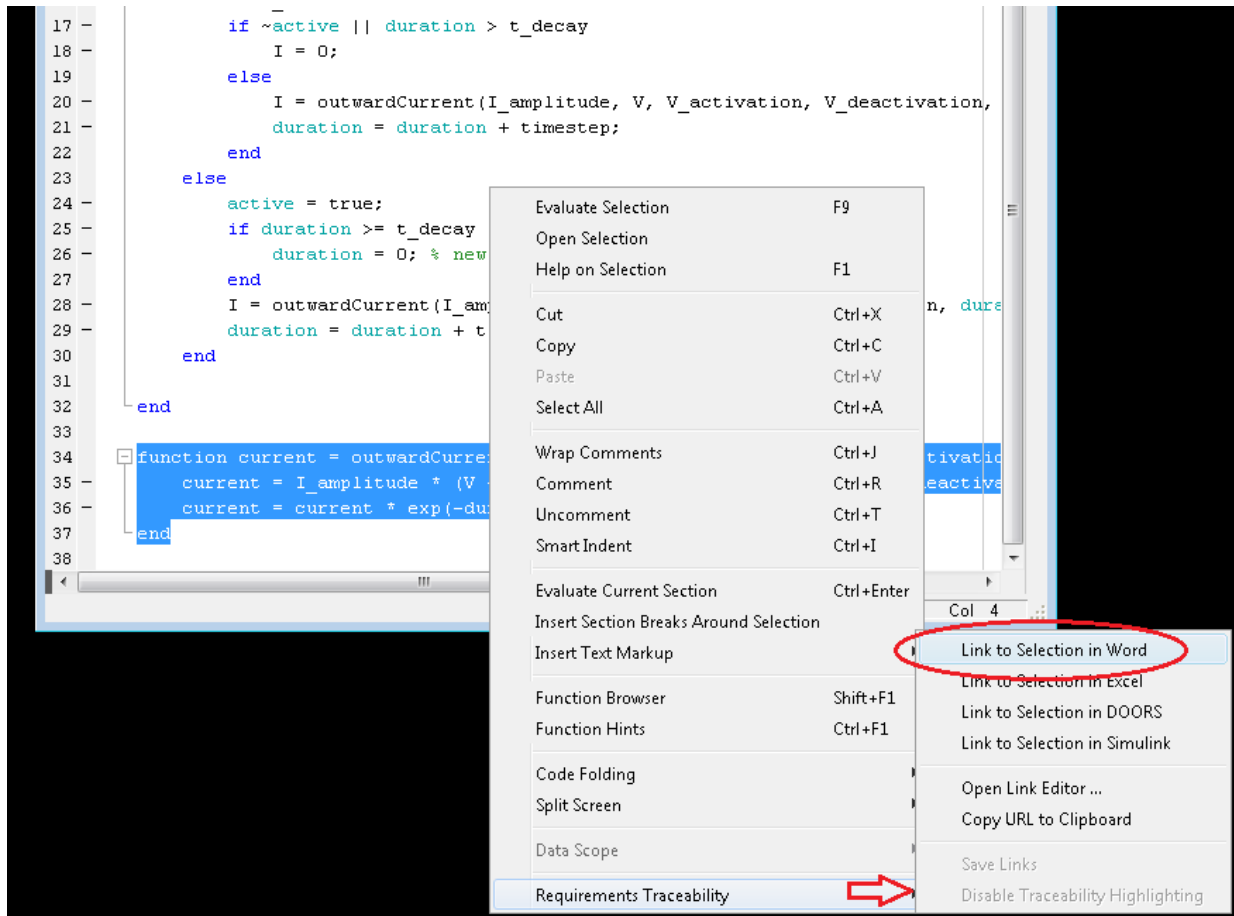 17 - if ~active || duration > t_decay
18 - I = 0;
19 else
20 - I = outwardCurrent(I_amplitude, V, V_activation, V_deactivation,
21 - duration = duration + timestep;
22 end
23 else
24 - active = true;
25 - if duration >= t_decay
26 - duration = 0; % new
27 end
28 - I = outwardCurrent(I_am n, dura
29 - duration = duration + t
30 end
31
32 end
33
34 function current = outwardCurre tivatio
35 - current = I_amplitude * (V - eactiva
36 - current = current * exp(-du
37 end
38
Col 4
Evaluate Selection F9
Open Selection
Help on Selection F1
Cut Ctrl+X
Copy Ctrl+C
Paste Ctrl+V
Select All Ctrl+A
Wrap Comments Ctrl+J
Comment Ctrl+R
Uncomment Ctrl+T
Smart Indent Ctrl+I
Evaluate Current Section Ctrl+Enter
Insert Section Breaks Around Selection
Insert Text Markup
Function Browser Shift+F1
Function Hints Ctrl+F1
Code Folding
Split Screen
Data Scope
Requirements Traceability
Link to Selection in Word
Link to Selection in Excel
Link to Selection in DOORS
Link to Selection in Simulink
Open Link Editor ...
Copy URL to Clipboard
Save Links
Disable Traceability Highlighting